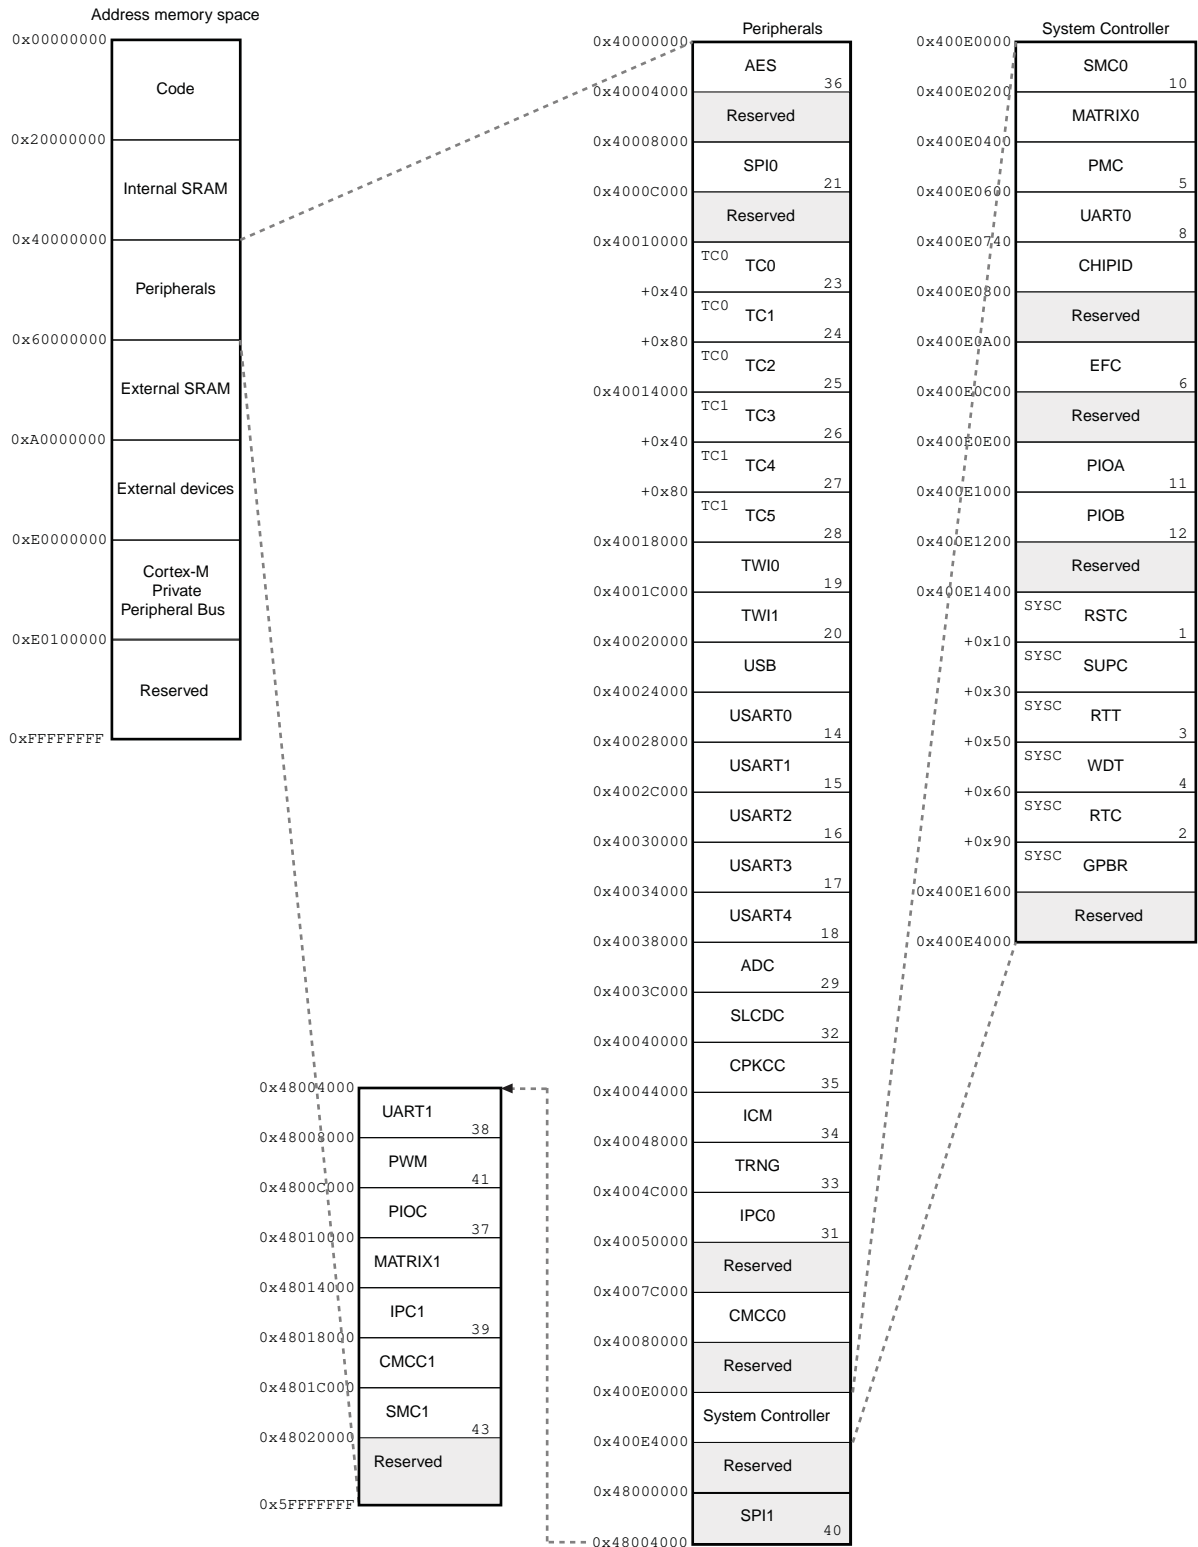 Address memory space
0x00000000
Code
0x20000000
Internal SRAM
0x40000000
Peripherals
0x60000000
External SRAM
0xA0000000
External devices
0xE0000000
Cortex-M
Private
Peripheral Bus
0xE0100000
Reserved
0xFFFFFFFF
Peripherals
0x40000000
AES
36
0x40004000
Reserved
0x40008000
SPI0
21
0x4000C000
Reserved
0x40010000
TC0
TC0
23
+0x40
TC0
TC1
24
+0x80
TC0
TC2
25
0x40014000
TC1
TC3
26
+0x40
TC1
TC4
27
+0x80
TC1
TC5
28
0x40018000
TWI0
19
0x4001C000
TWI1
20
0x40020000
USB
0x40024000
USART0
14
0x40028000
USART1
15
0x4002C000
USART2
16
0x40030000
USART3
17
0x40034000
USART4
18
0x40038000
ADC
29
0x4003C000
SLCDC
32
0x40040000
CPKCC
35
0x40044000
ICM
34
0x40048000
TRNG
33
0x4004C000
IPC0
31
0x40050000
Reserved
0x4007C000
CMCC0
0x40080000
Reserved
0x400E0000
System Controller
0x400E4000
Reserved
0x48000000
SPI1
40
0x48004000
System Controller
0x400E0000
SMC0
10
0x400E0200
MATRIX0
0x400E0400
PMC
5
0x400E0600
UART0
8
0x400E0740
CHIPID
0x400E0800
Reserved
0x400E0A00
EFC
6
0x400E0C00
Reserved
0x400E0E00
PIOA
11
0x400E1000
PIOB
12
0x400E1200
Reserved
0x400E1400
SYSC
RSTC
1
+0x10
SYSC
SUPC
+0x30
SYSC
RTT
3
+0x50
SYSC
WDT
4
+0x60
SYSC
RTC
2
+0x90
SYSC
GPBR
0x400E1600
Reserved
0x400E4000
0x48004000
UART1
38
0x48008000
PWM
41
0x4800C000
PIOC
37
0x48010000
MATRIX1
0x48014000
IPC1
39
0x48018000
CMCC1
0x4801C000
SMC1
43
0x48020000
Reserved
0x5FFFFFFF